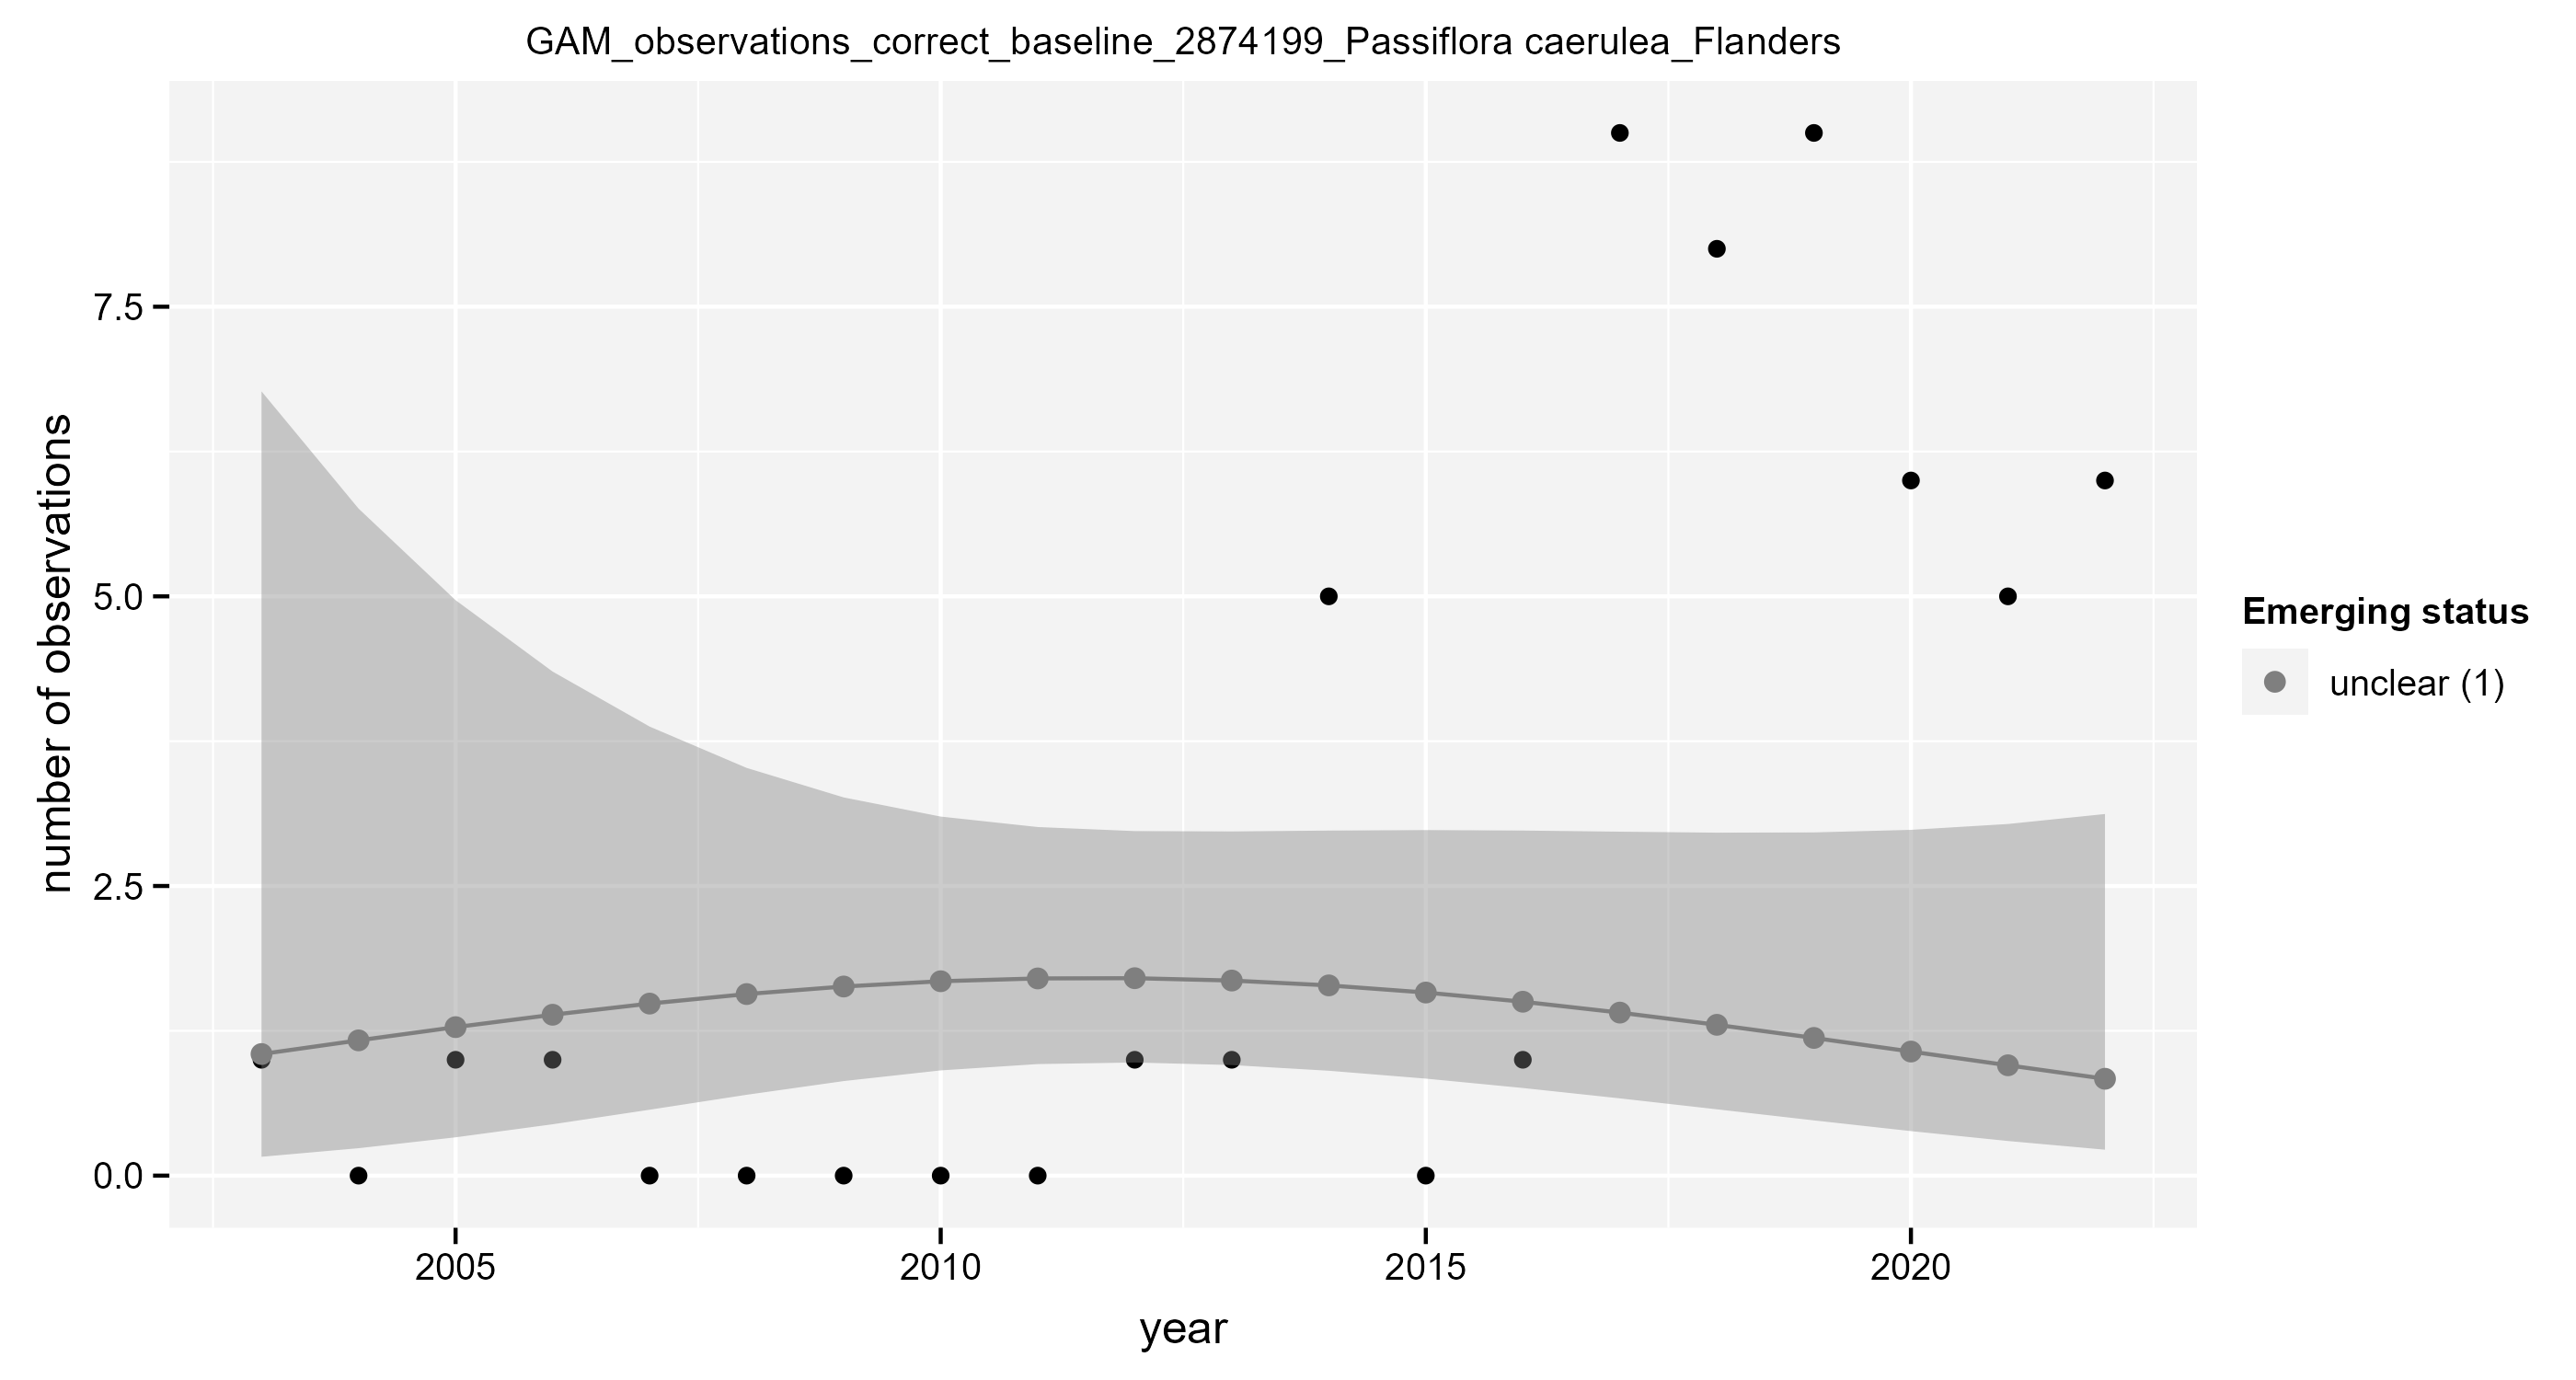 GAM_observations_correct_baseline_2874199_Passiflora caerulea_Flanders
number of observations
7.5
5.0
2.5
0.0
2005
2010
2015
2020
year
Emerging status
unclear (1)